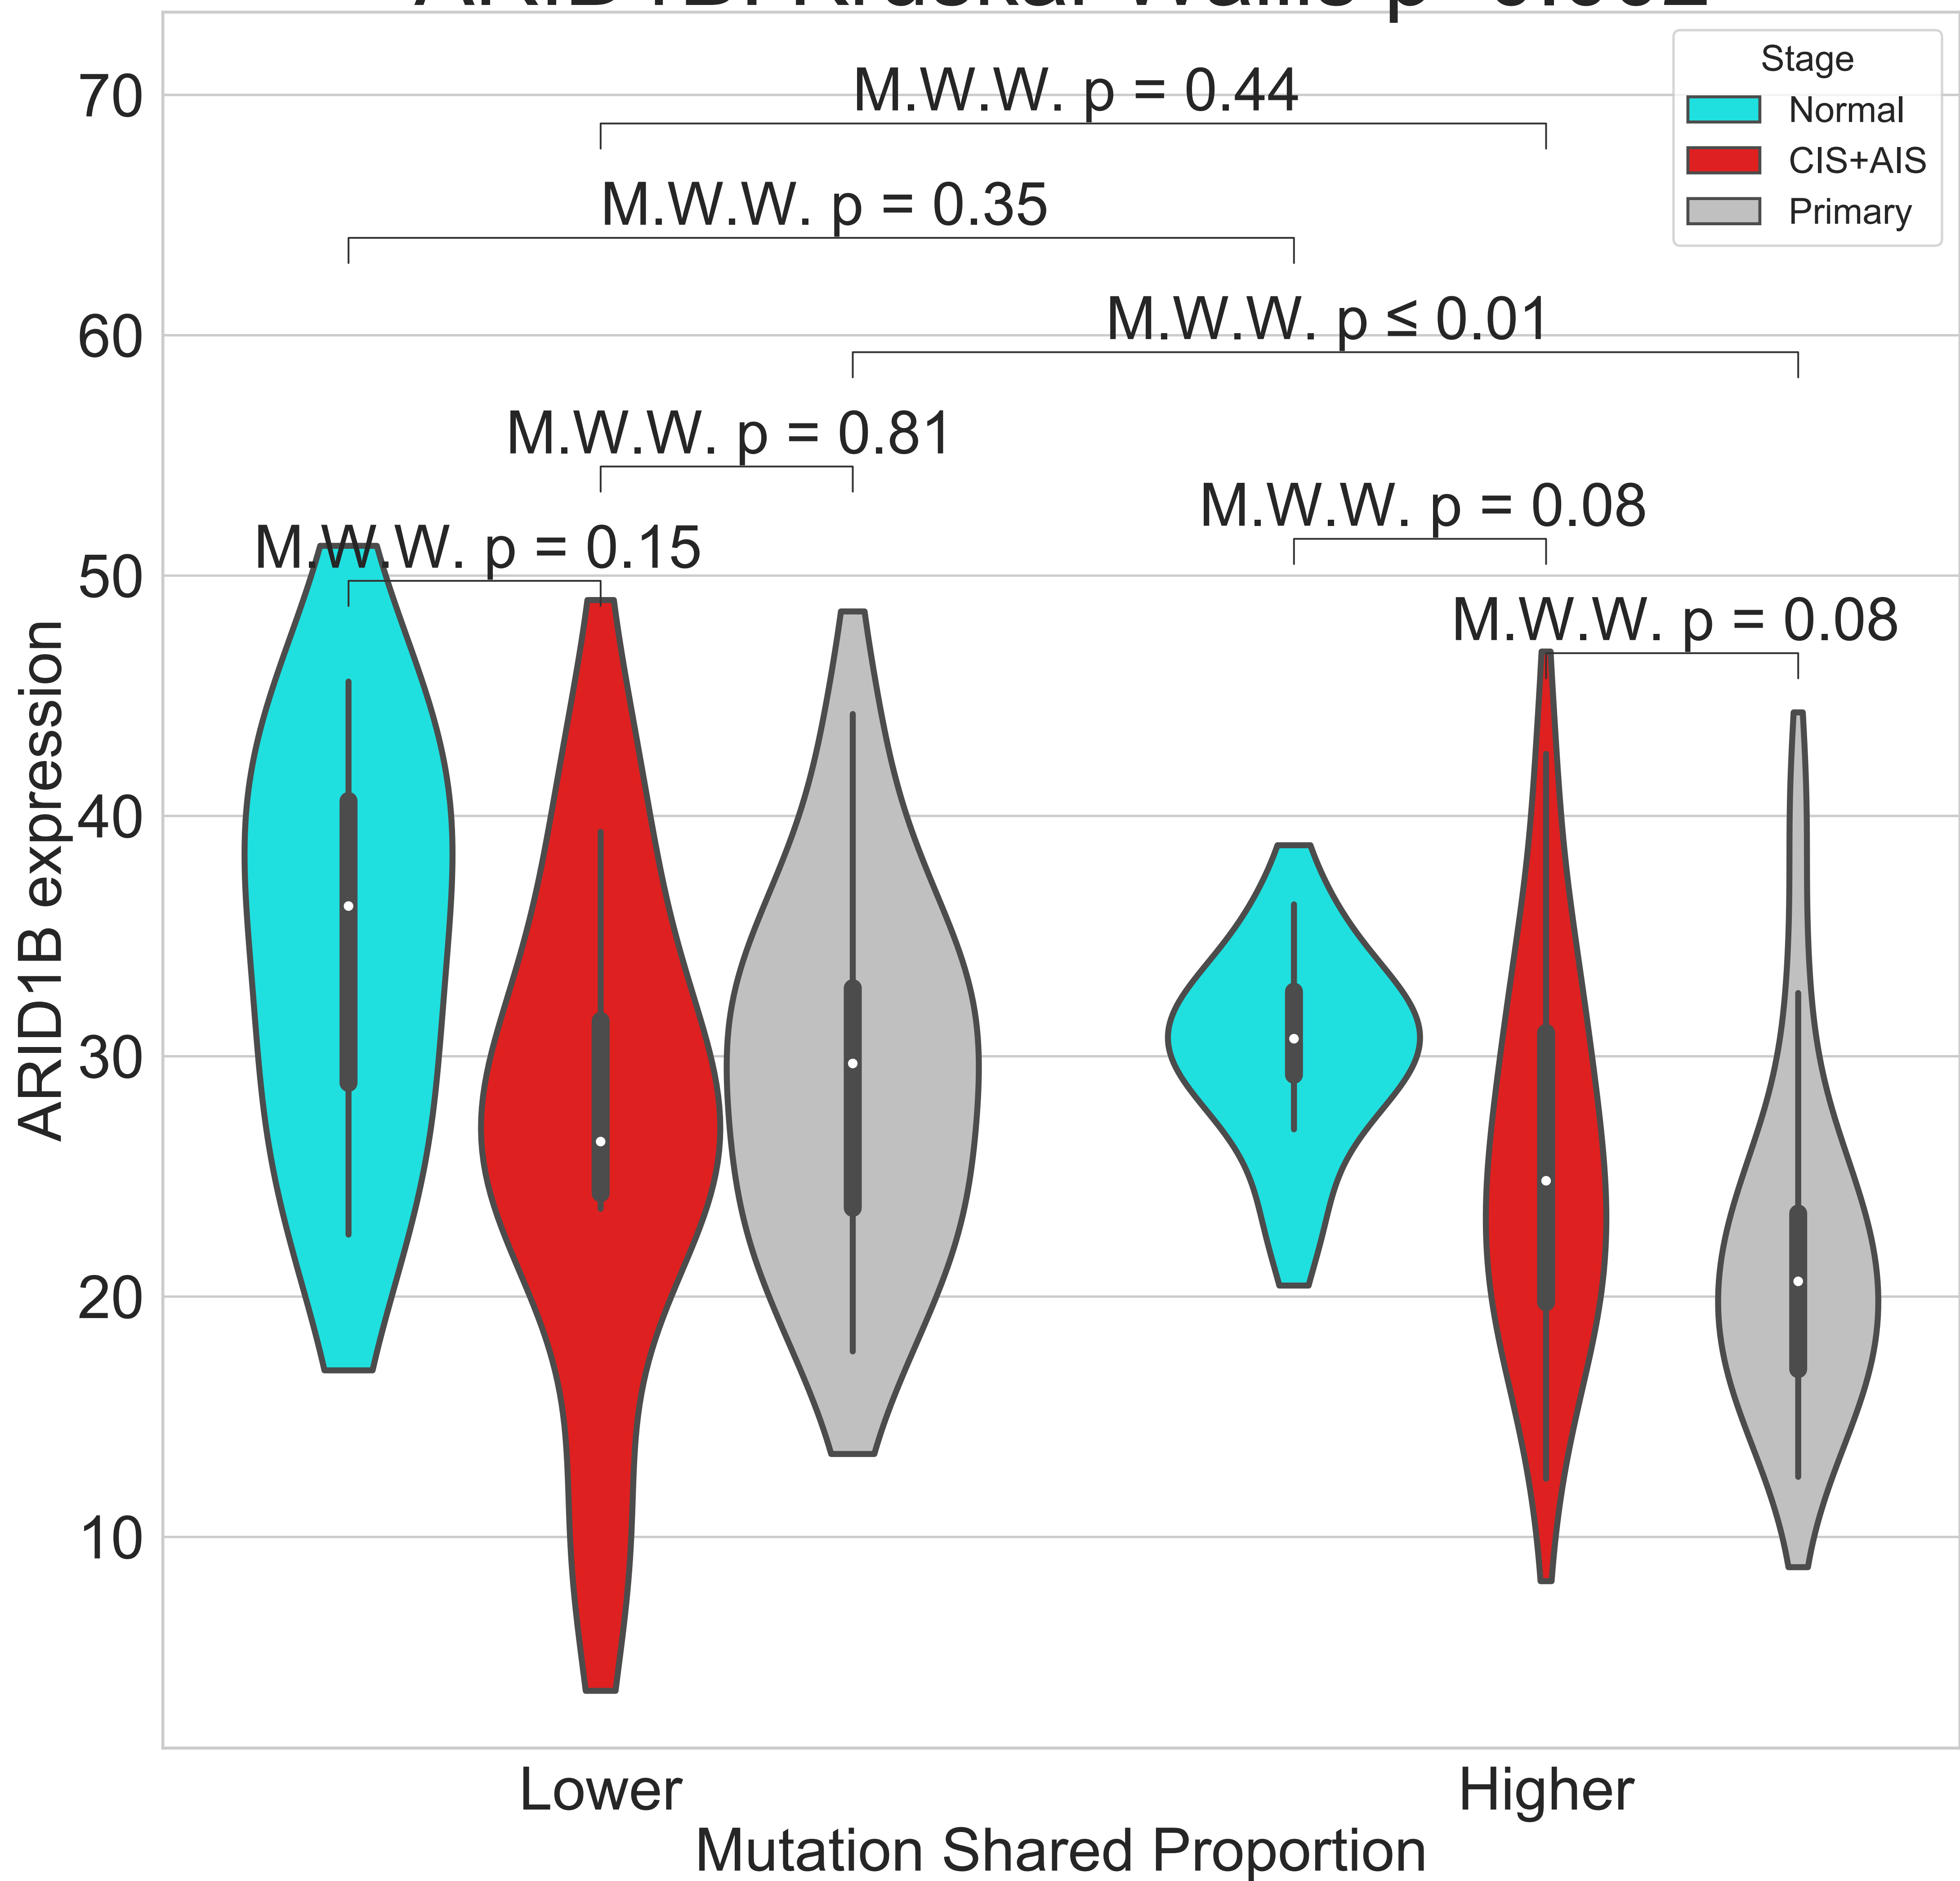 70
60
50
40
30
20
10
ARID1B expression
M.W.W. p = 0.44
M.W.W. p = 0.35
M.W.W. p ≤ 0.01
M.W.W. p = 0.81
M.W.W. p = 0.08
M.W.W. p = 0.15
M.W.W. p = 0.08
Stage
Normal
CIS+AIS
Primary
Lower
Higher
Mutation Shared Proportion